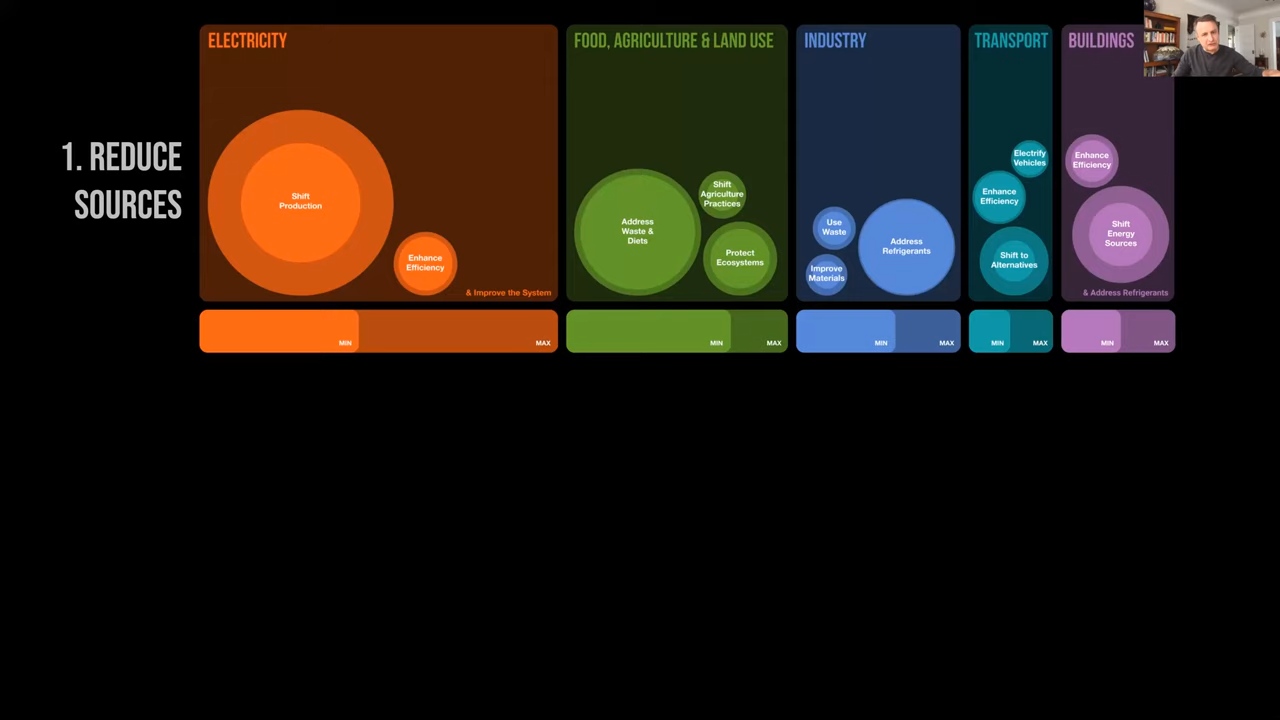 ELECTRICITY
FOOD, AGRICULTURE & LAND USE
INDUSTRY
TRANSPORT
BUILDINGS
1. REDUCE
SOURCES
Shift
Production
Enhance
Efficiency
& Improve the System
Address
Waste &
Diets
Shift
Agriculture
Practices
Protect
Ecosystems
Use
Waste
Improve
Materials
Address
Refrigerants
Electrify
Vehicles
Enhance
Efficiency
Shift to
Alternatives
Enhance
Efficiency
Shift
Energy
Sources
& Address Refrigerants
MIN MAX
MIN MAX
MIN MAX
MIN MAX
MIN MAX